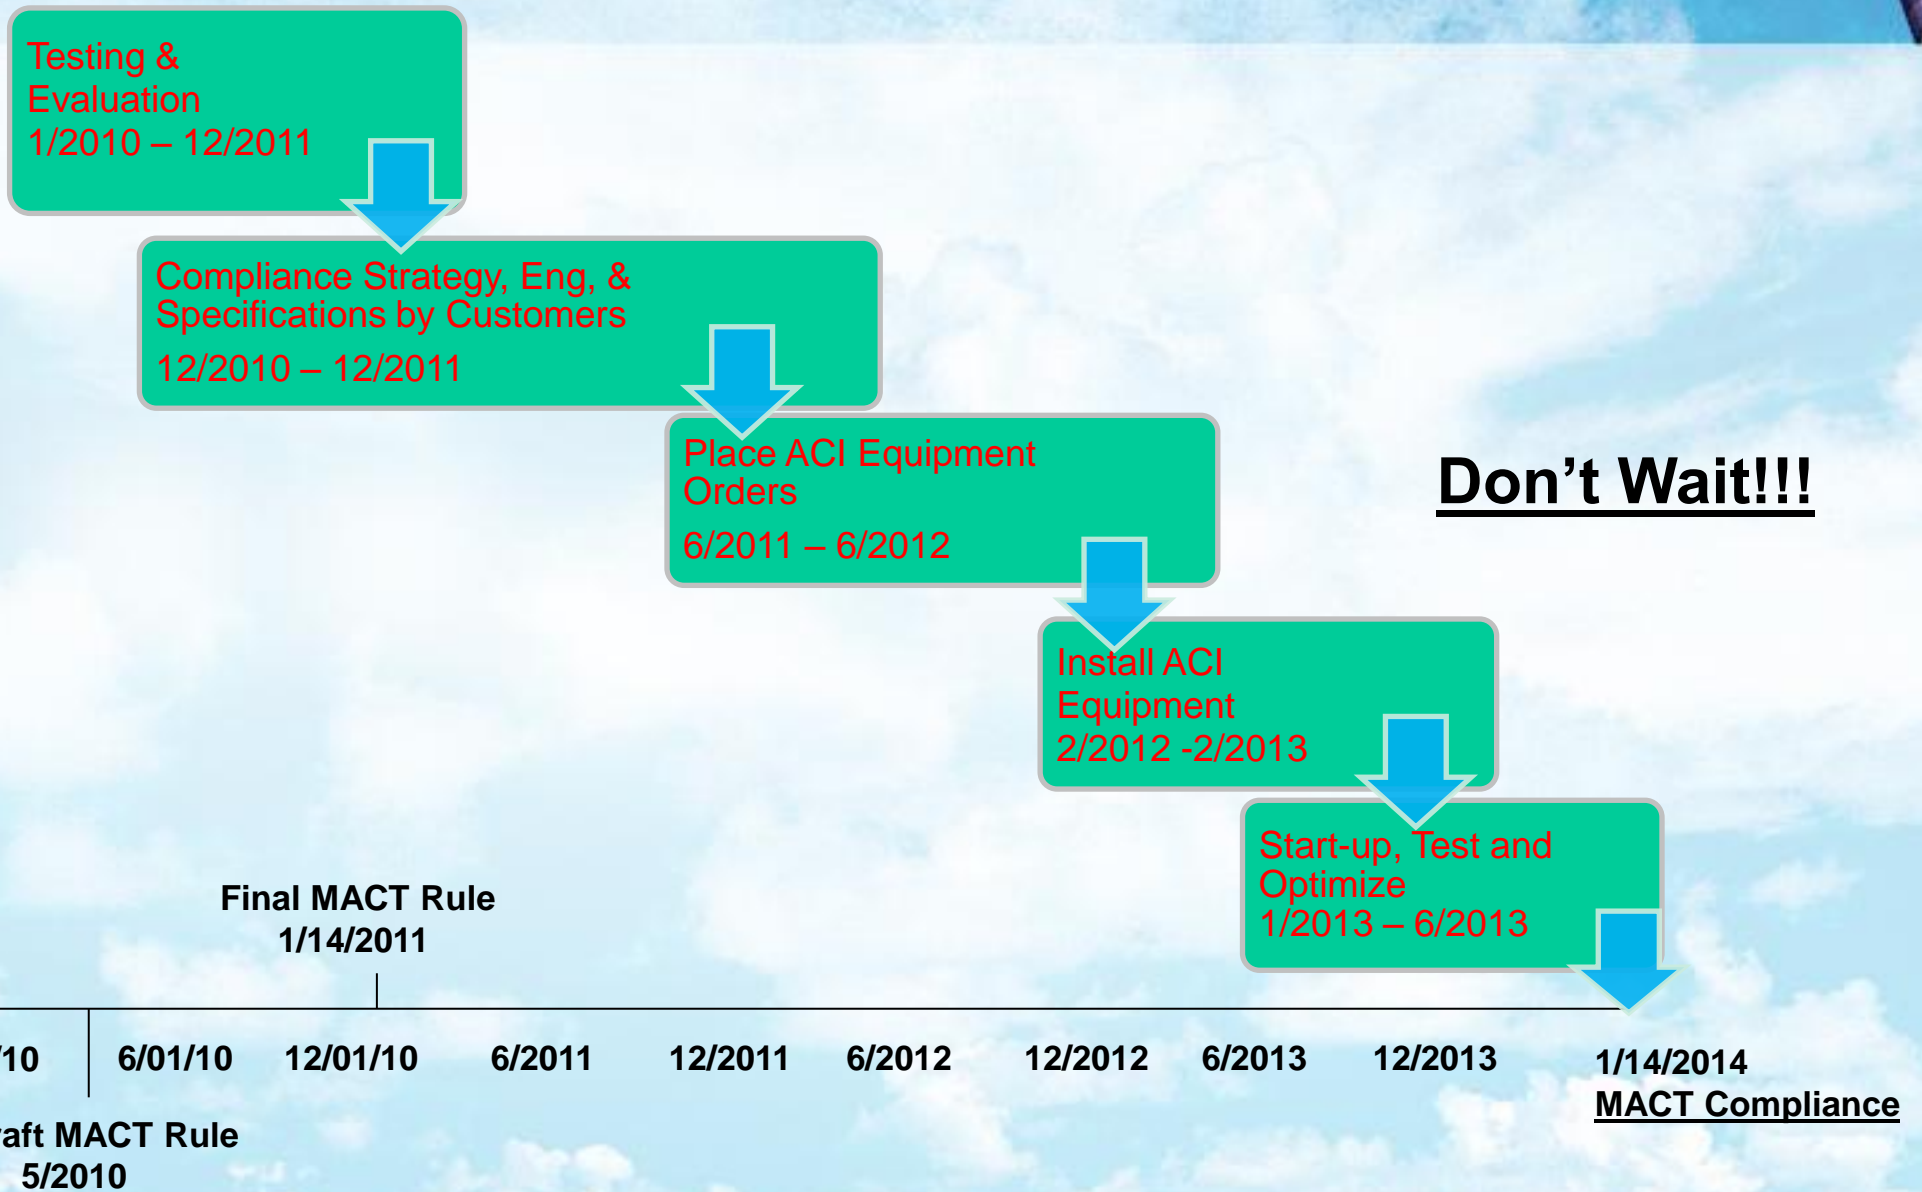 Testing &
Evaluation
1/2010 – 12/2011
Compliance Strategy, Eng, &
Specifications by Customers
12/2010 – 12/2011
Place ACI Equipment
Orders
6/2011 – 6/2012
Don’t Wait!!!
Install ACI
Equipment
2/2012 -2/2013
Start-up, Test and
Optimize
1/2013 – 6/2013
Final MACT Rule
1/14/2011
/10 6/01/10 12/01/10 6/2011 12/2011 6/2012 12/2012 6/2013 12/2013 1/14/2014
MACT Compliance
aft MACT Rule
5/2010